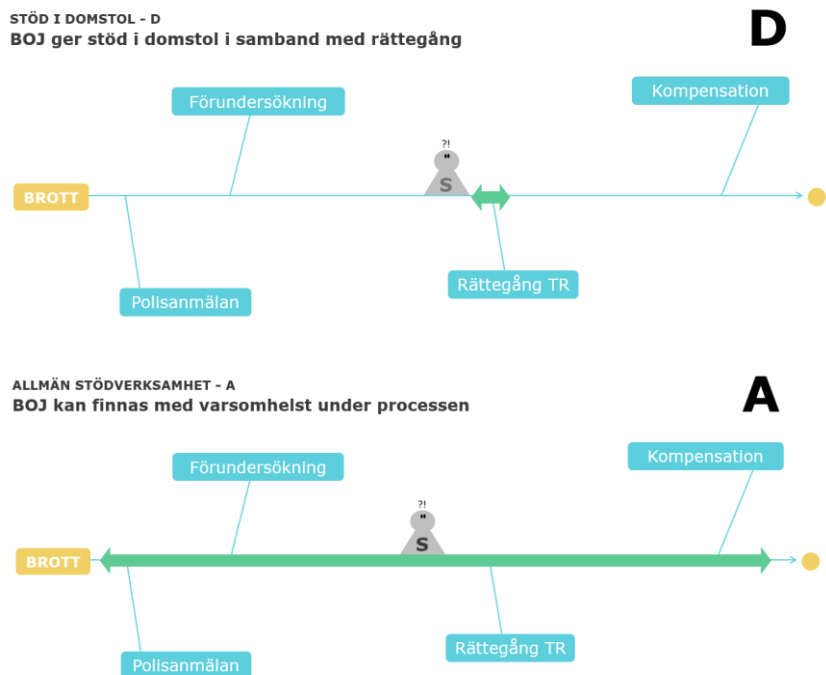 STÖD I DOMSTOL - D
BOJ ger stöd i domstol i samband med rättegång
D
Förundersökning
Kompensation
?!
"
S
BROTT
Polisanmälan
Rättegång TR
ALLMÄN STÖDVERKSAMHET - A
BOJ kan finnas med varsomhelst under processen
A
Förundersökning
Kompensation
?!
"
S
BROTT
Rättegång TR
Polisanmälan